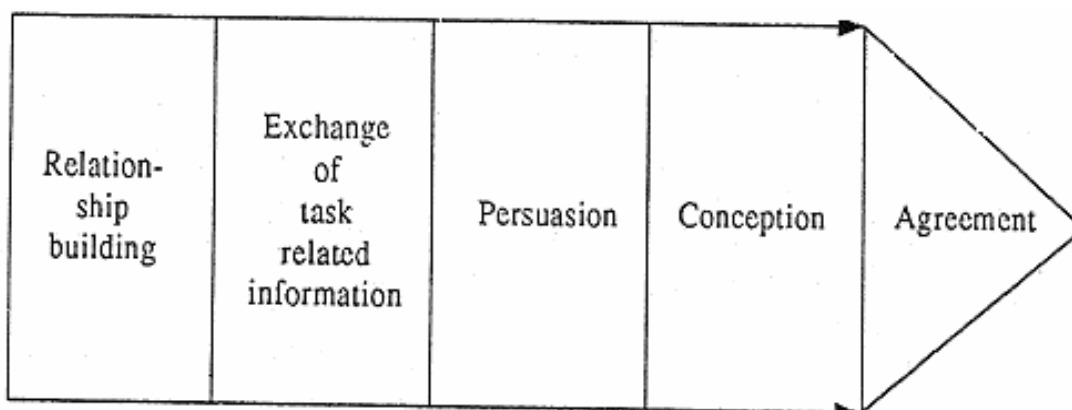 Relation-
ship
building
Exchange
of
task
related
information
Persuasion
Conception
Agreement